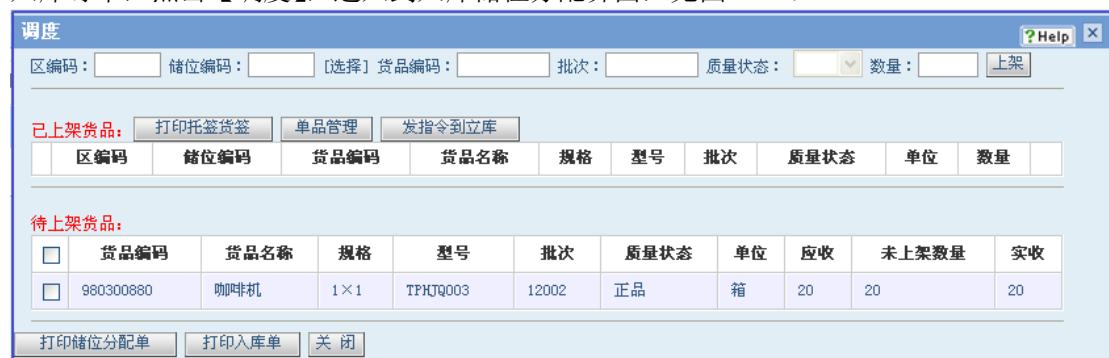 调度 ?Help ×
区编码： 储位编码： [选择] 货品编码： 批次： 质量状态： 数量： 上架
已上架货品： 打印托签货签 单品管理 发指令到立库
区编码 储位编码 货品编码 货品名称 规格 型号 批次 质量状态 单位 数量
待上架货品：
货品编码 货品名称 规格 型号 批次 质量状态 单位 应收 未上架数量 实收
980300880 咖啡机 1×1 TPHJQ003 12002 正品 箱 20 20 20
打印储位分配单 打印入库单 关 闭